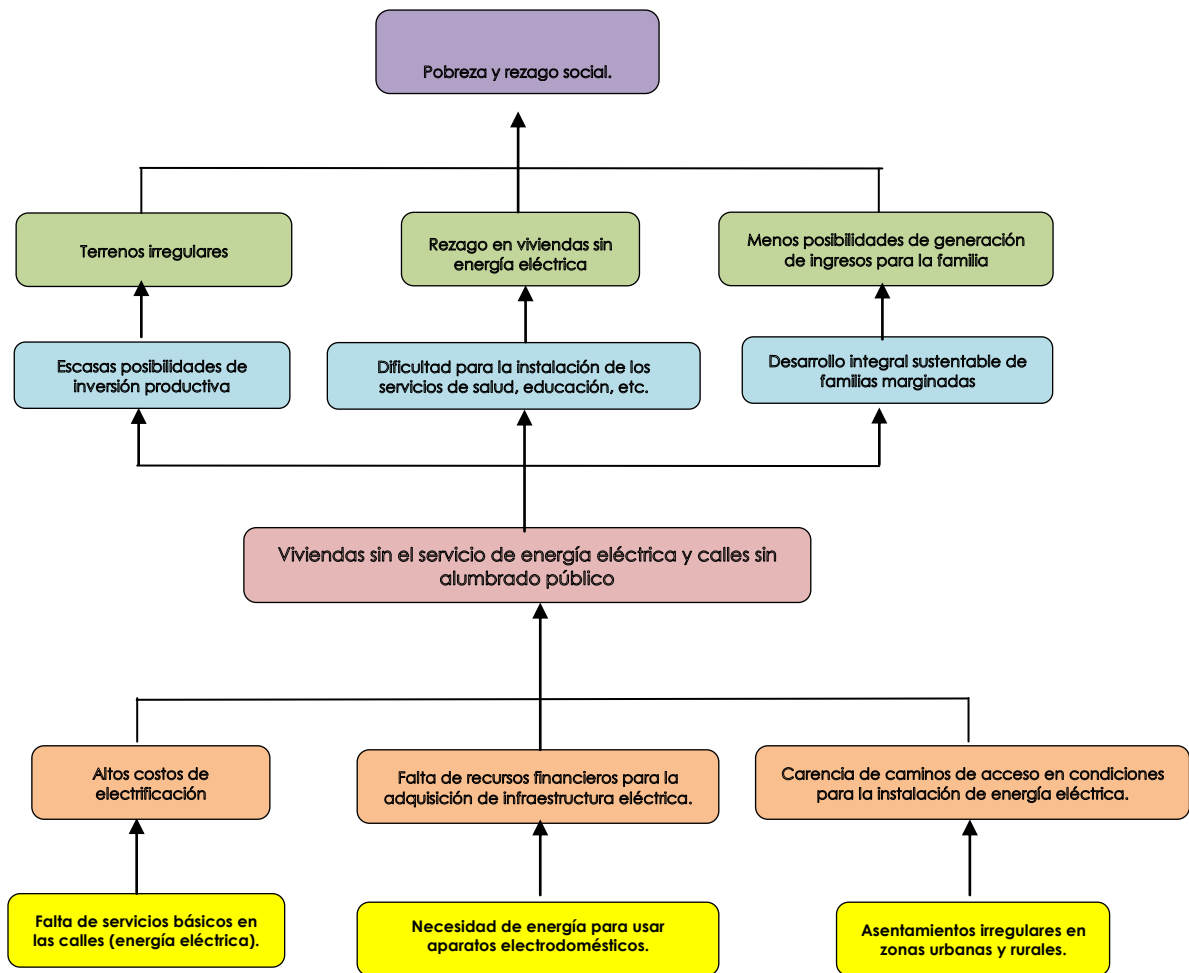 Pobreza y rezago social.
Terrenos irregulares
Rezago en viviendas sin
energía eléctrica
Menos posibilidades de generación
de ingresos para la familia
Escasas posibilidades de
inversión productiva
Dificultad para la instalación de los
servicios de salud, educación, etc.
Desarrollo integral sustentable de
familias marginadas
Viviendas sin el servicio de energía eléctrica y calles sin
alumbrado público
Altos costos de
electrificación
Falta de recursos financieros para la
adquisición de infraestructura eléctrica.
Carencia de caminos de acceso en condiciones
para la instalación de energía eléctrica.
Falta de servicios básicos en
las calles (energía eléctrica).
Necesidad de energía para usar
aparatos electrodomésticos.
Asentamientos irregulares en
zonas urbanas y rurales.